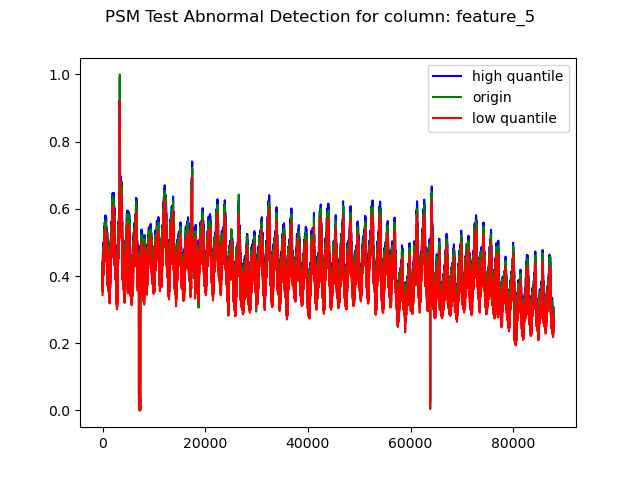 PSM Test Abnormal Detection for column: feature_5
high quantile
origin
low quantile
1.0
0.8
0.6
0.4
0.2
0.0
0
20000
40000
60000
80000